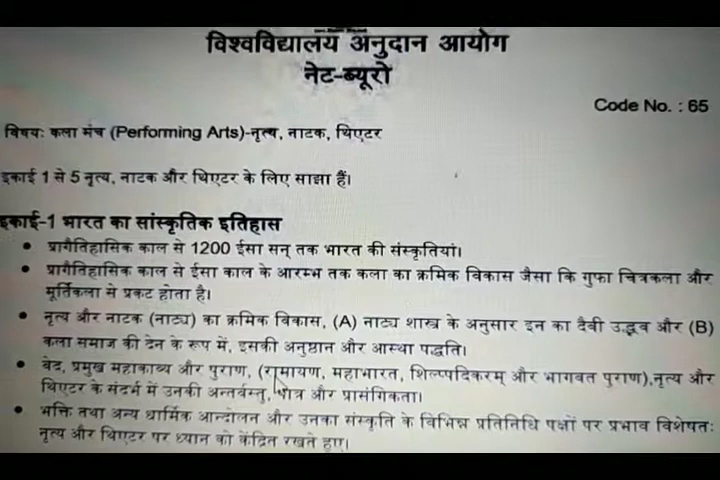 विश्वविद्यालय अनुदान आयोग
नेट-ब्यूरो
Code No. : 65
विषयः कला मंच (Performing Arts)-नृत्य, नाटक, थिएटर
इकाई 1 से 5 नृत्य, नाटक और थिएटर के लिए साझा हैं।
इकाई-1 भारत का सांस्कृतिक इतिहास
• प्रागैतिहासिक काल से 1200 ईसा सन् तक भारत की संस्कृतियां।
• प्रागैतिहासिक काल से ईसा काल के आरम्भ तक कला का क्रमिक विकास जैसा कि गुफा चित्रकला और
मूर्तिकला से प्रकट होता है।
• नृत्य और नाटक (नाट्य) का क्रमिक विकास, (A) नाट्य शास्त्र के अनुसार इन का दैवी उद्भव और (B)
कला समाज की देन के रूप में, इसकी अनुष्ठान और आस्था पद्धति।
• वेद, प्रमुख महाकाव्य और पुराण, (रामायण, महाभारत, शिल्पपदिकरम् और भागवत पुराण),नृत्य और
थिएटर के संदर्भ में उनकी अन्तर्वस्तु, पात्र और प्रासंगिकता।
• भक्ति तथा अन्य धार्मिक आन्दोलन और उनका संस्कृति के विभिन्न प्रतिनिधि पक्षों पर प्रभाव विशेषतः
नृत्य और थिएटर पर ध्यान को केंद्रित रखते हुए।